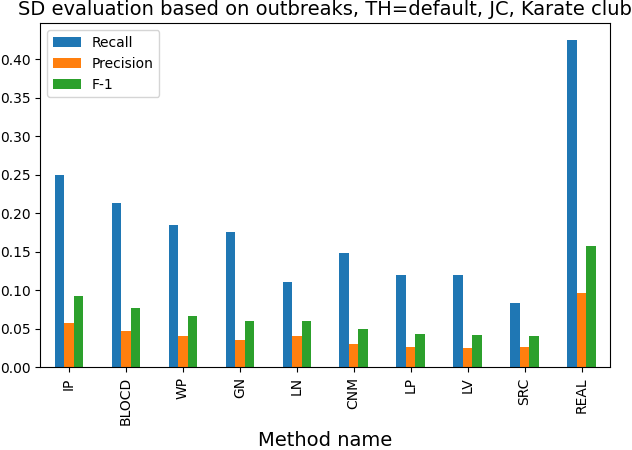 SD evaluation based on outbreaks, TH=default, JC, Karate club
Recall
Precision
F-1
0.40
0.35
0.30
0.25
0.20
0.15
0.10
0.05
0.00
IP
BLOCD
WP
GN
LN
CNM
LP
LV
SRC
REAL
Method name